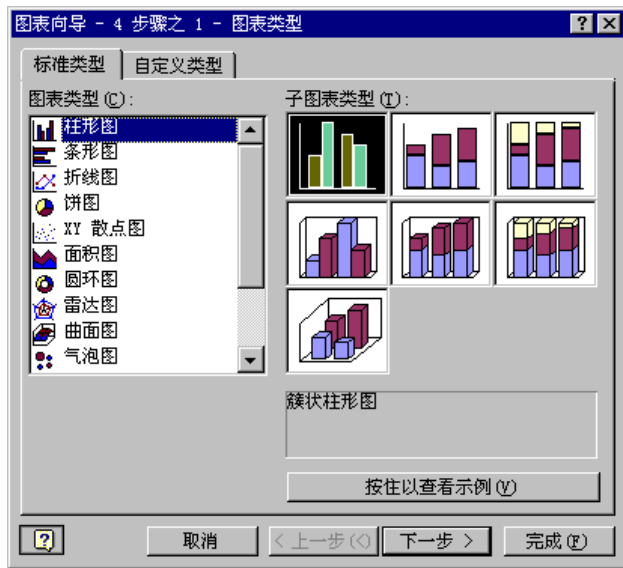 图表向导 - 4 步骤之 1 - 图表类型
标准类型
自定义类型
图表类型(C):
柱形图
条形图
折线图
饼图
XY 散点图
面积图
圆环图
雷达图
曲面图
气泡图
子图表类型(T):
簇状柱形图
按住以查看示例(V)
取消
< 上一步(<)
下一步 >
完成(F)